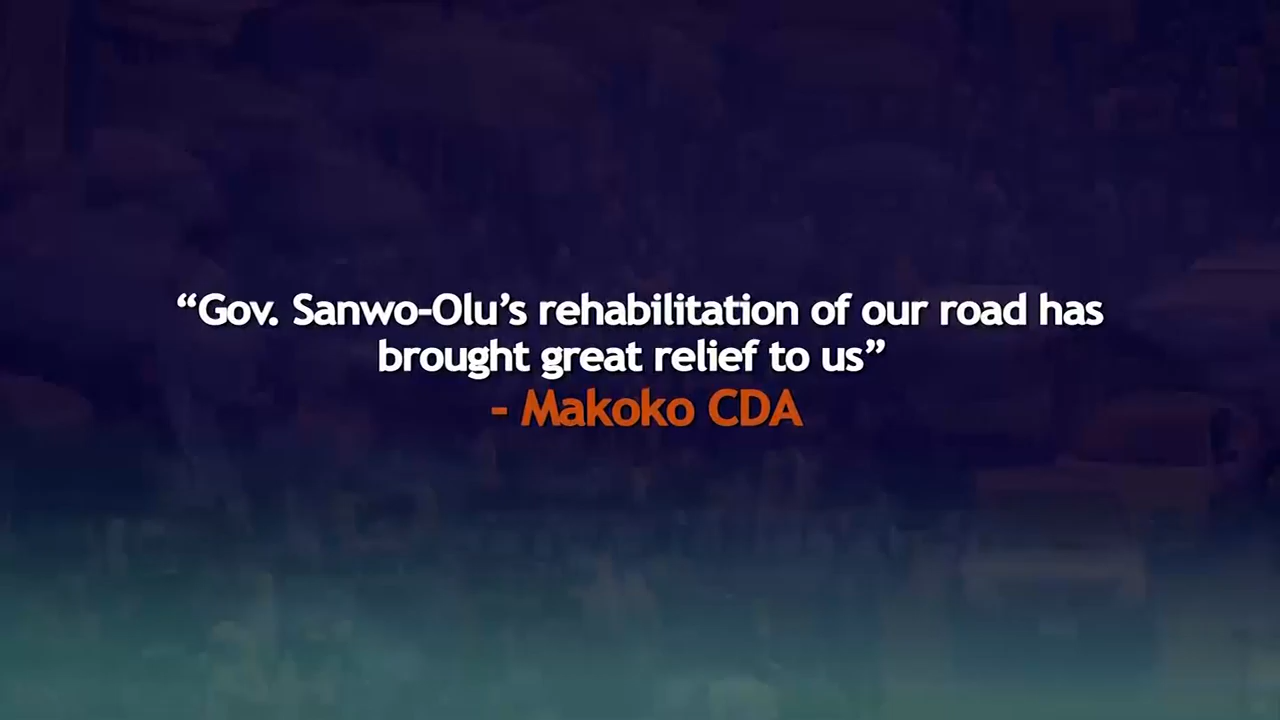 “Gov. Sanwo-Olu’s rehabilitation of our road has
brought great relief to us”
- Makoko CDA